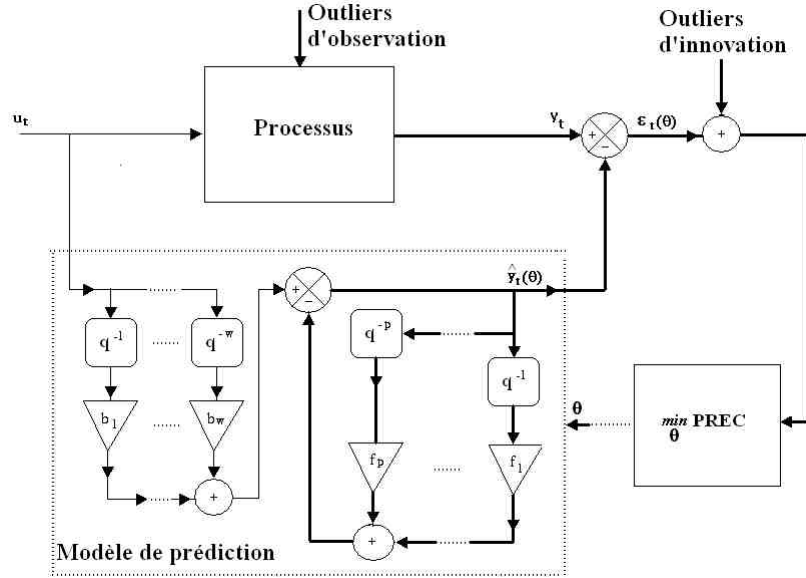 Outliers
d'observation
Outliers
d'innovation
u_t
Processus
y_t
+
−
ε_t(θ)
+
+
−
ŷ_t(θ)
q^-1
......
q^-w
q^-p
q^-1
b_1
......
b_w
f_p
......
f_1
+
+
θ
min PREC
θ
Modèle de prédiction